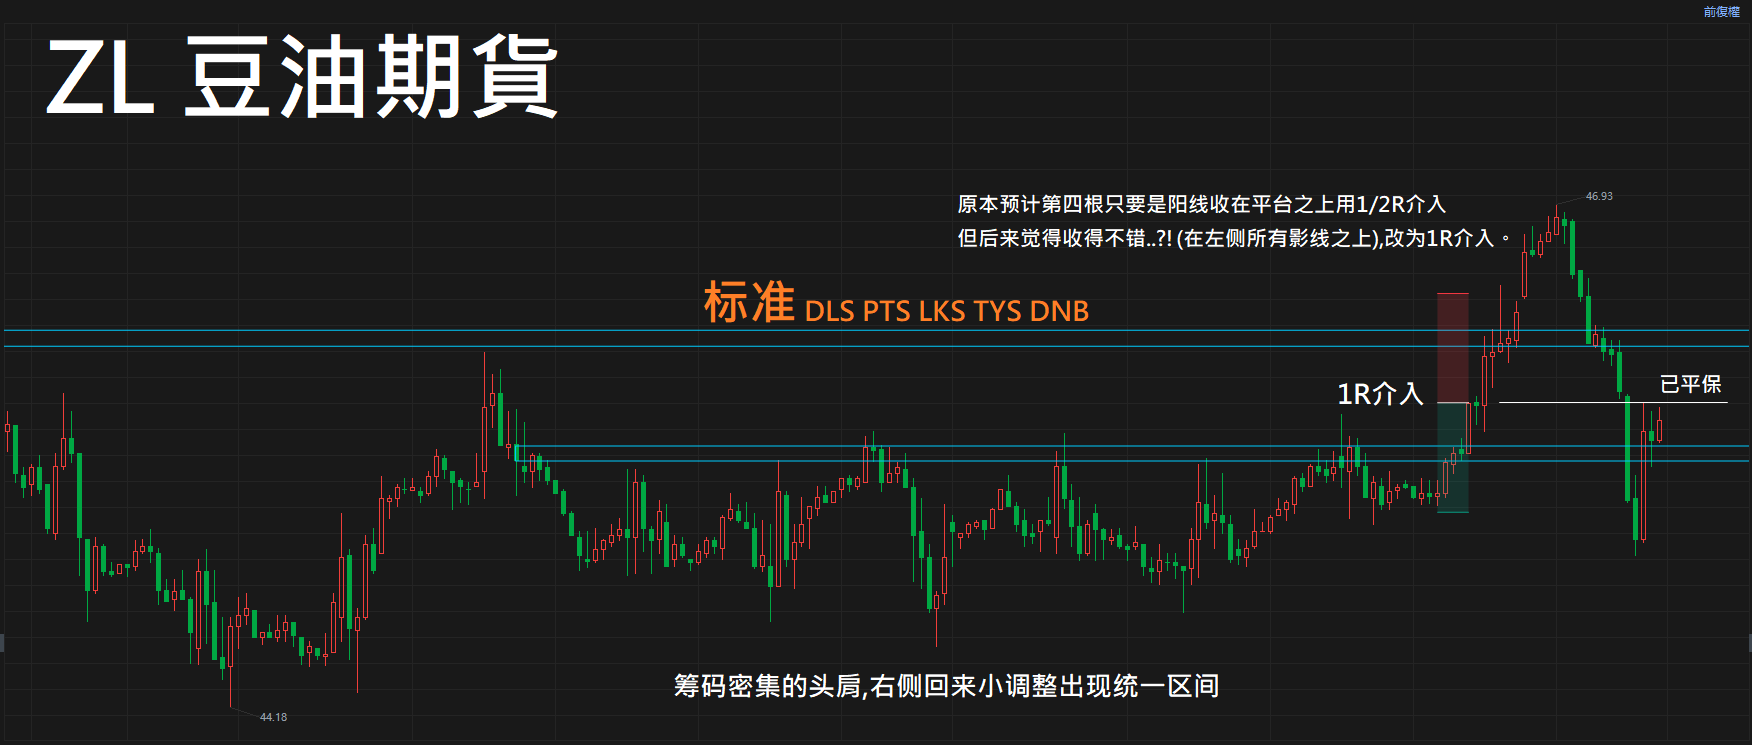 前復權
ZL 豆油期貨
46.93
原本预计第四根只要是阳线收在平台之上用1/2R介入
但后来觉得收得不错..?! (在左侧所有影线之上),改为1R介入。
标准 DLS PTS LKS TYS DNB
1R介入
已平保
筹码密集的头肩,右侧回来小调整出现统一区间
44.18